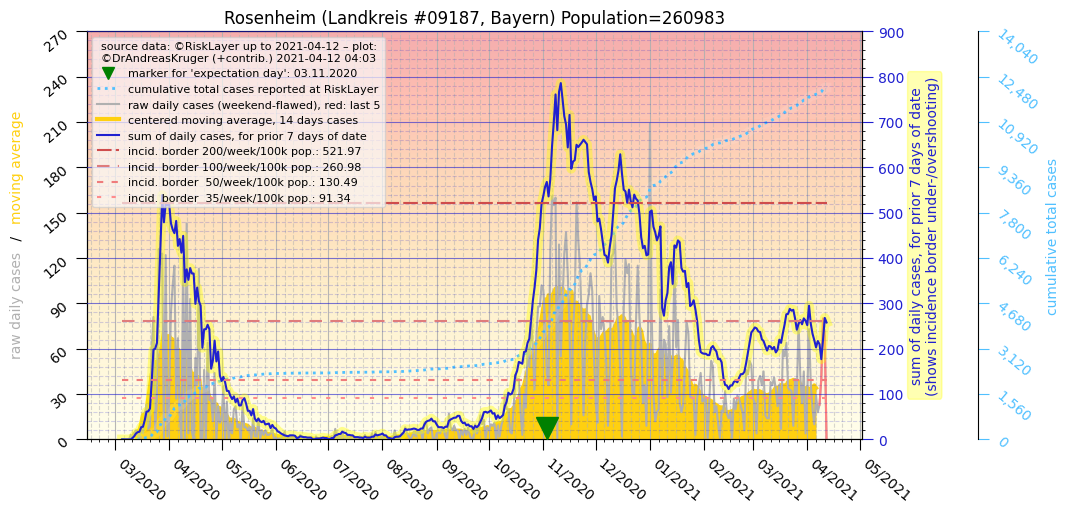 Rosenheim (Landkreis #09187, Bayern) Population=260983
source data: ©RiskLayer up to 2021-04-12 – plot:
©DrAndreasKruger (+contrib.) 2021-04-12 04:03
marker for 'expectation day': 03.11.2020
cumulative total cases reported at RiskLayer
raw daily cases (weekend-flawed), red: last 5
centered moving average, 14 days cases
sum of daily cases, for prior 7 days of date
incid. border 200/week/100k pop.: 521.97
incid. border 100/week/100k pop.: 260.98
incid. border  50/week/100k pop.: 130.49
incid. border  35/week/100k pop.: 91.34
raw daily cases / moving average
270
240
210
180
150
120
90
60
30
0
900
800
700
600
500
400
300
200
100
0
sum of daily cases, for prior 7 days of date
(shows incidence border under-/overshooting)
14,040
12,480
10,920
9,360
7,800
6,240
4,680
3,120
1,560
0
cumulative total cases
03/2020
04/2020
05/2020
06/2020
07/2020
08/2020
09/2020
10/2020
11/2020
12/2020
01/2021
02/2021
03/2021
04/2021
05/2021